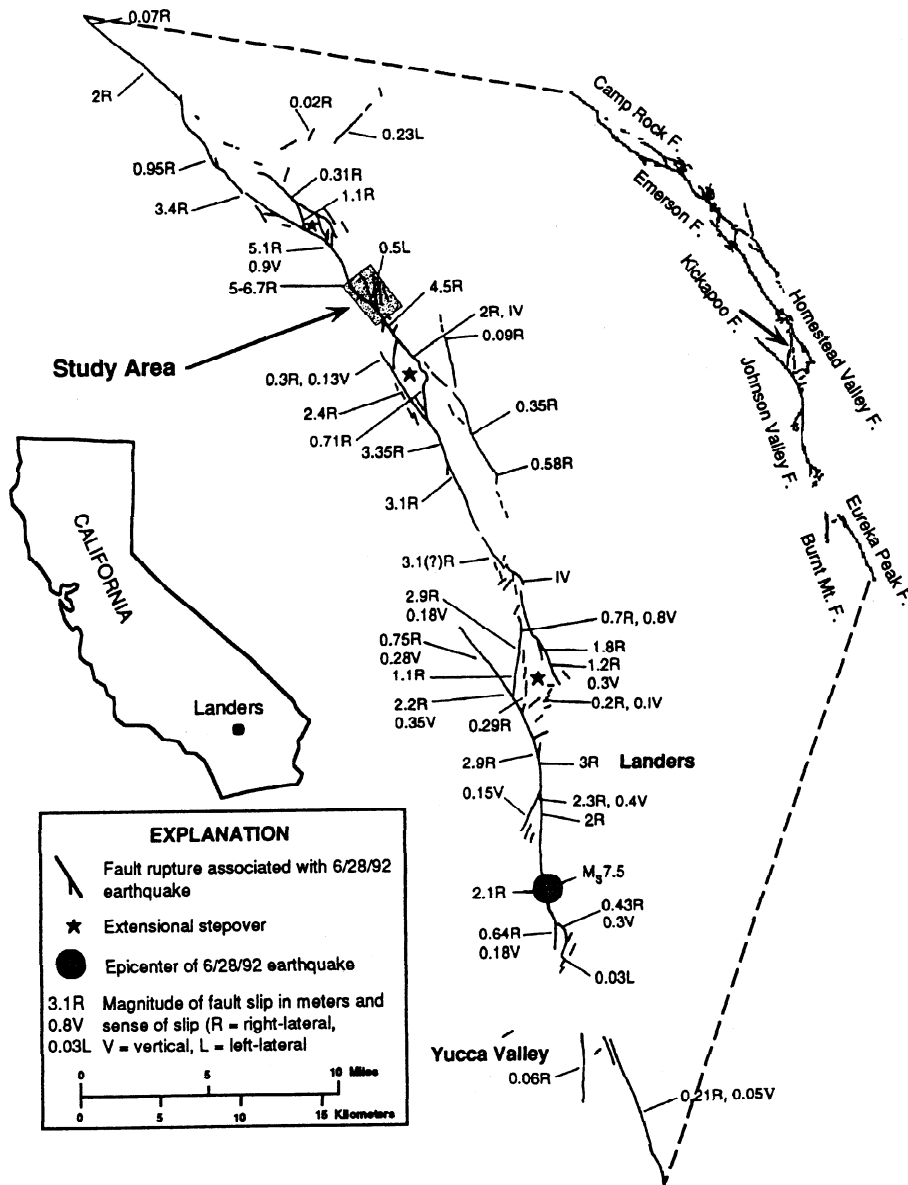 0.07R
2R
0.02R
0.23L
0.95R
0.31R
1.1R
3.4R
5.1R
0.9V
0.5L
5-6.7R
4.5R
2R, IV
0.09R
Study Area
0.3R, 0.13V
2.4R
0.71R
0.35R
3.35R
0.58R
3.1R
3.1(?)R
IV
2.9R
0.18V
0.7R, 0.8V
0.75R
0.28V
1.8R
1.1R
1.2R
0.3V
2.2R
0.35V
0.2R, 0.IV
0.29R
2.9R
3R
Landers
0.15V
2.3R, 0.4V
2R
Ms7.5
2.1R
0.43R
0.3V
0.64R
0.18V
0.03L
Yucca Valley
0.06R
0.21R, 0.05V
Camp Rock F.
Emerson F.
Kickapoo F.
Homestead Valley F.
Johnson Valley F.
Eureka Peak F.
Burnt Mt. F.
CALIFORNIA
Landers
EXPLANATION
Fault rupture associated with 6/28/92
earthquake
Extensional stepover
Epicenter of 6/28/92 earthquake
3.1R Magnitude of fault slip in meters and
0.8V sense of slip (R = right-lateral,
0.03L V = vertical, L = left-lateral
0 5 10 Miles
0 5 10 15 Kilometers